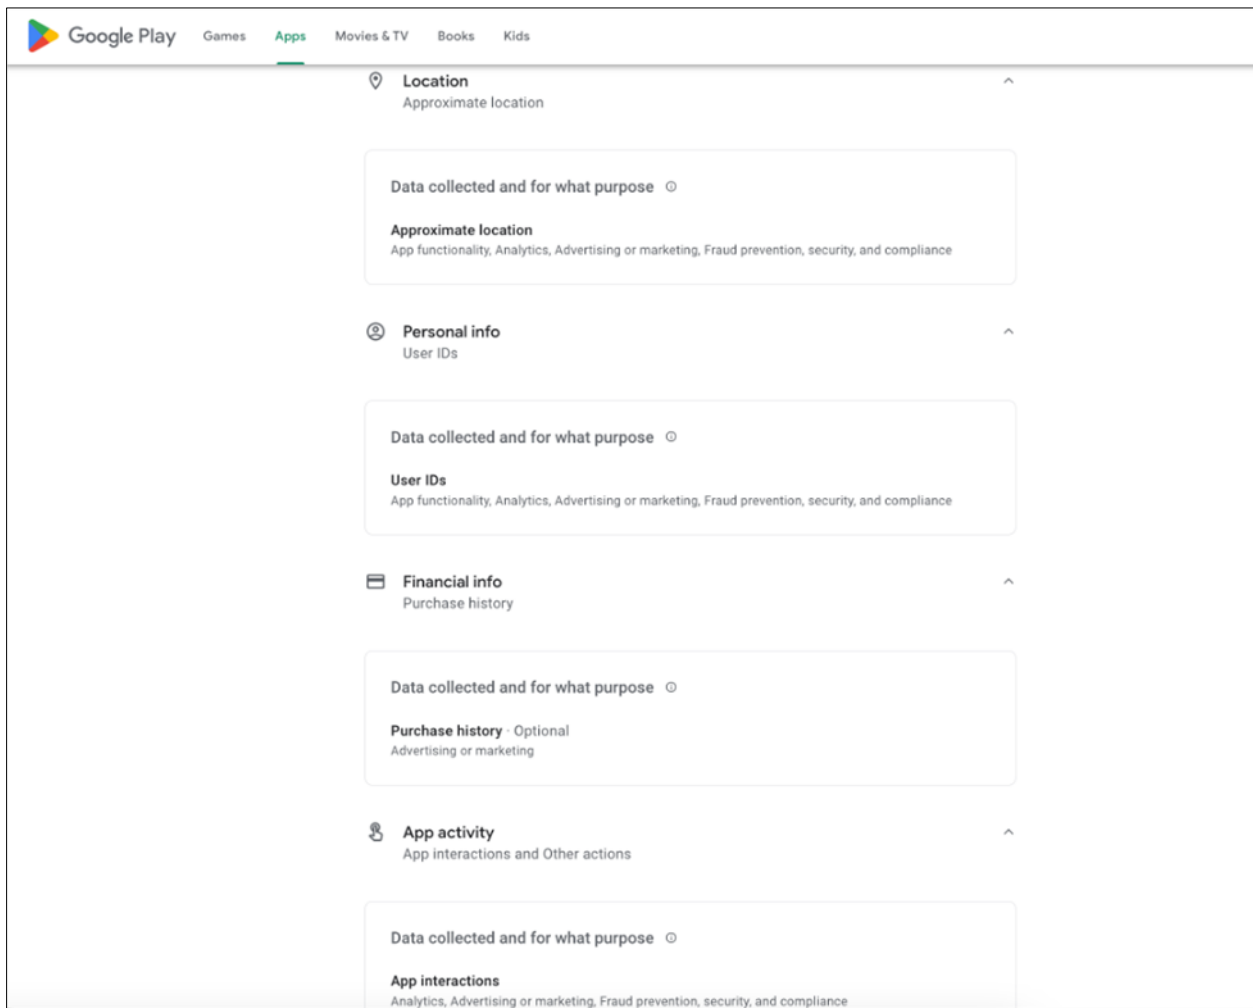 Google Play Games Apps Movies & TV Books Kids
Location
Approximate location
Data collected and for what purpose
Approximate location
App functionality, Analytics, Advertising or marketing, Fraud prevention, security, and compliance
Personal info
User IDs
Data collected and for what purpose
User IDs
App functionality, Analytics, Advertising or marketing, Fraud prevention, security, and compliance
Financial info
Purchase history
Data collected and for what purpose
Purchase history · Optional
Advertising or marketing
App activity
App interactions and Other actions
Data collected and for what purpose
App interactions
Analytics, Advertising or marketing, Fraud prevention, security, and compliance